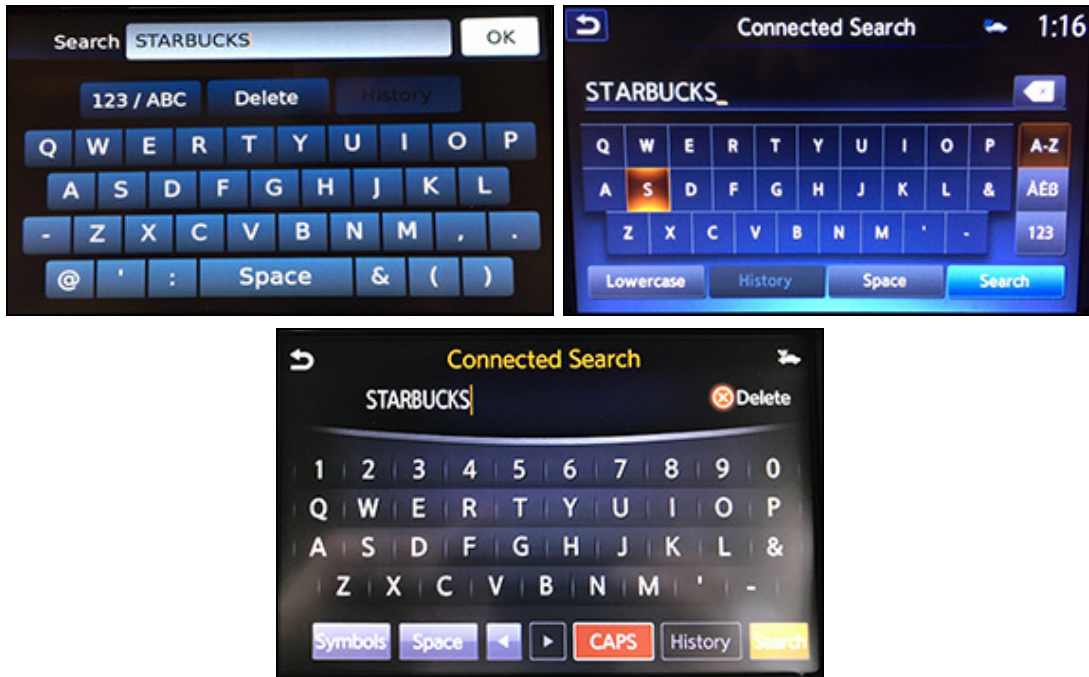 Search STARBUCKS OK
123 / ABC Delete History
Q W E R T Y U I O P
A S D F G H J K L
- Z X C V B N M , .
@ ' : Space & ( )
Connected Search 1:16
STARBUCKS_
Q W E R T Y U I O P A-Z
A S D F G H J K L & ÀÈB
Z X C V B N M ' - 123
Lowercase History Space Search
Connected Search
STARBUCKS Delete
1 2 3 4 5 6 7 8 9 0
Q W E R T Y U I O P
A S D F G H J K L &
Z X C V B N M ' -
Symbols Space ◄ ► CAPS History Search